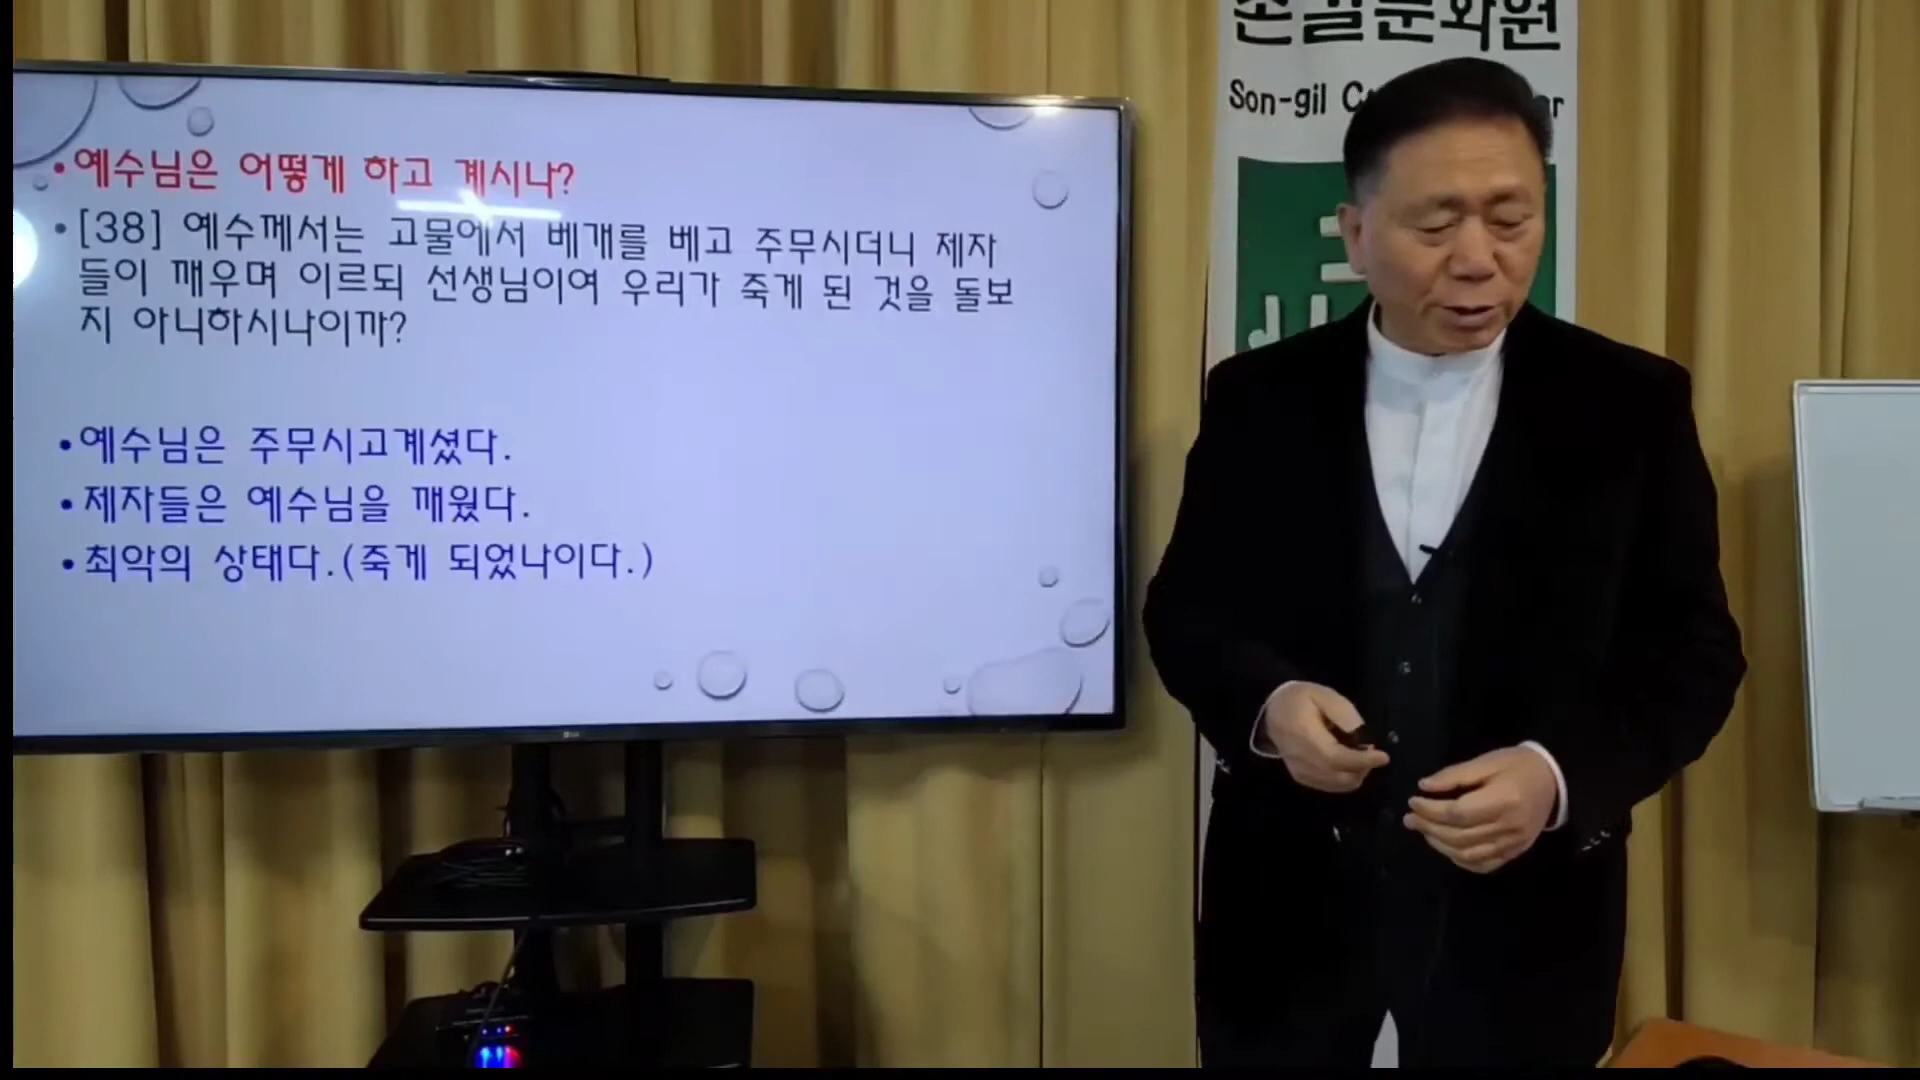 손길문화원
Son-gil
•예수님은 어떻게 하고 계시나?
•[38] 예수께서는 고물에서 베개를 베고 주무시더니 제자
들이 깨우며 이르되 선생님이여 우리가 죽게 된 것을 돌보
지 아니하시나이까?
•예수님은 주무시고계셨다.
•제자들은 예수님을 깨웠다.
•최악의 상태다.(죽게 되었나이다.)